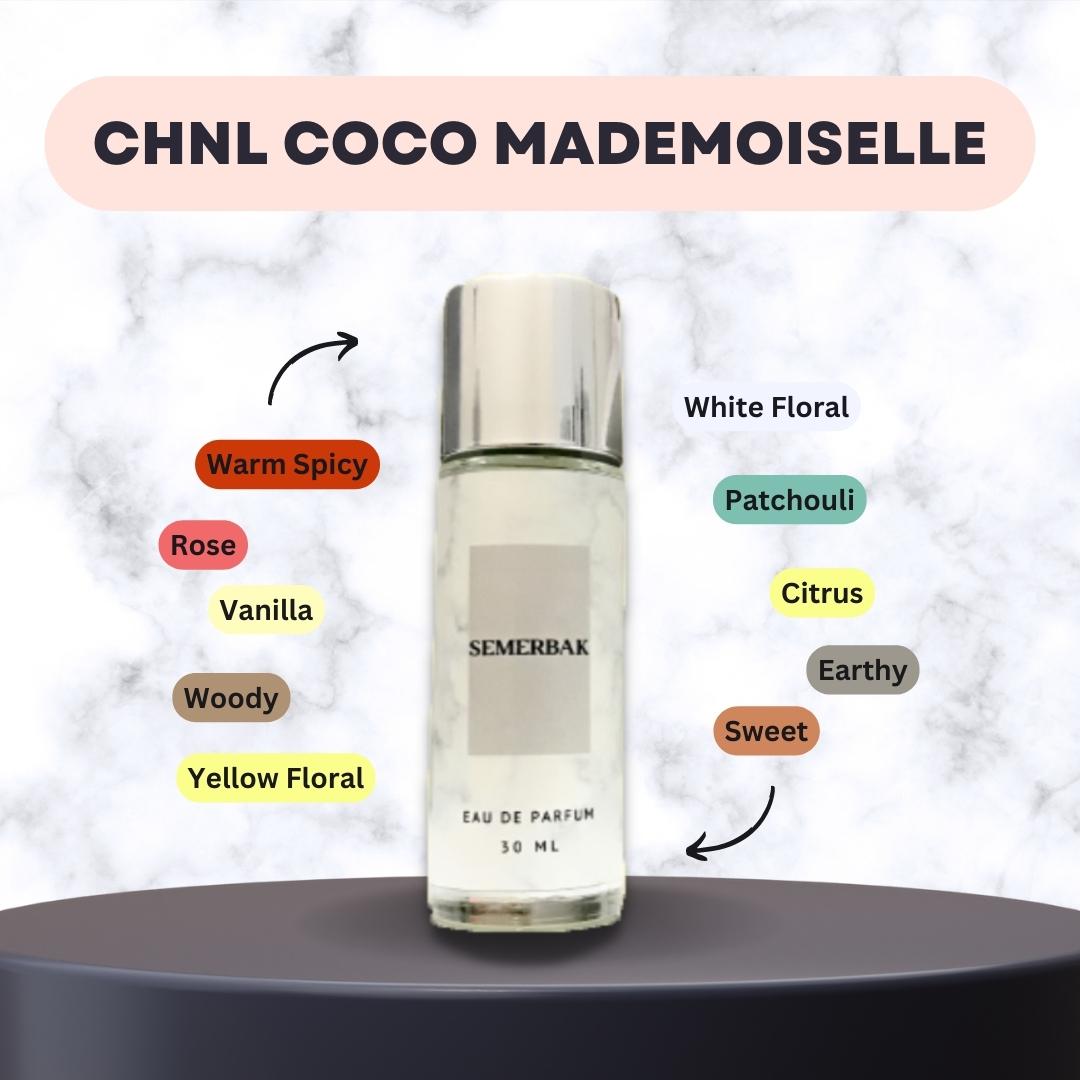 CHNL COCO MADEMOISELLE
Warm Spicy
Rose
Vanilla
Woody
Yellow Floral
White Floral
Patchouli
Citrus
Earthy
Sweet
SEMERBAK
EAU DE PARFUM
30 ML